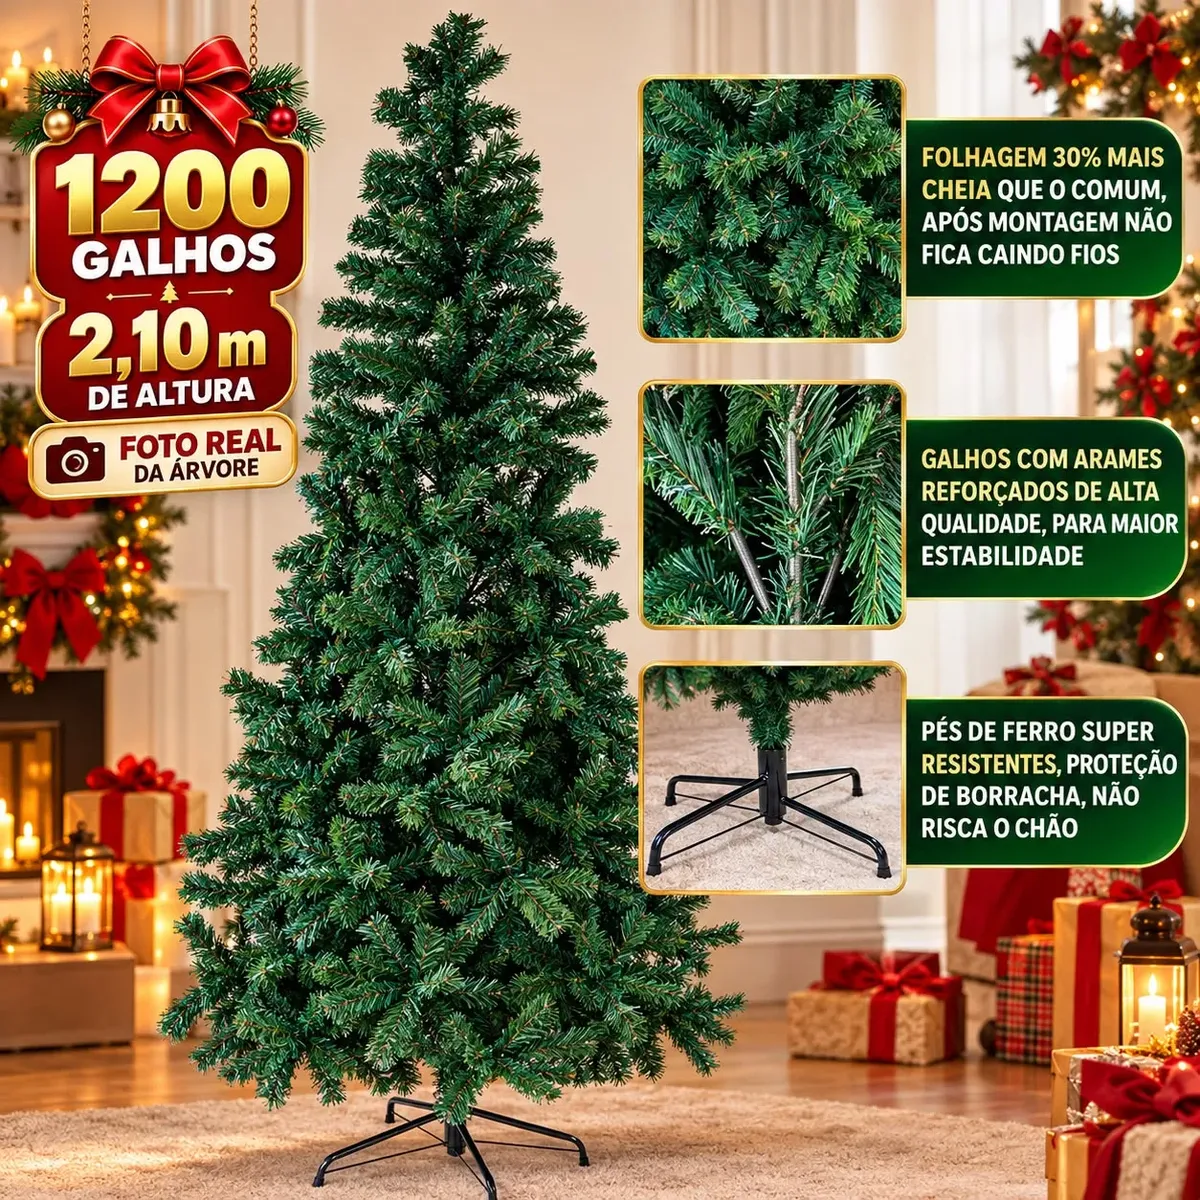 1200
GALHOS
2,10 m
DE ALTURA
FOTO REAL
DA ÁRVORE
FOLHAGEM 30% MAIS
CHEIA QUE O COMUM,
APÓS MONTAGEM NÃO
FICA CAINDO FIOS
GALHOS COM ARAMES
REFORÇADOS DE ALTA
QUALIDADE, PARA MAIOR
ESTABILIDADE
PÉS DE FERRO SUPER
RESISTENTES, PROTEÇÃO
DE BORRACHA, NÃO
RISCA O CHÃO